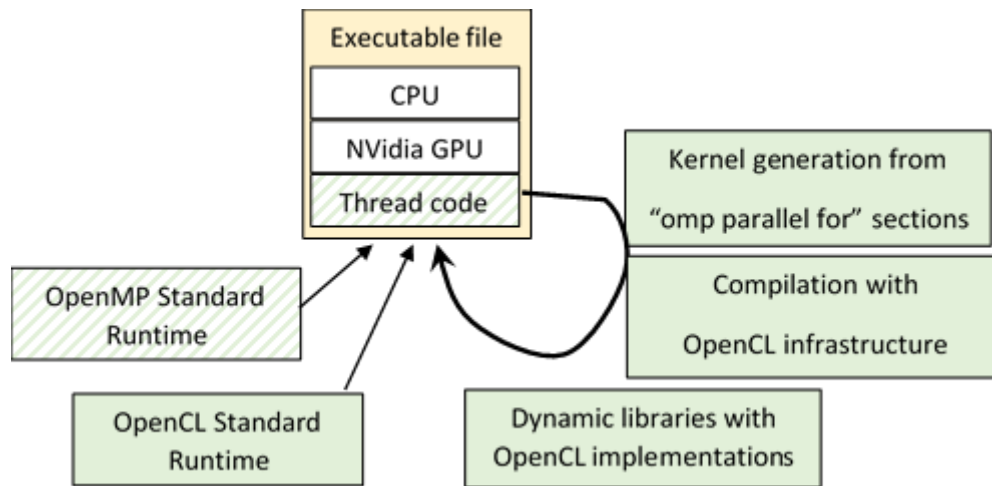 Executable file
CPU
NVidia GPU
Thread code
Kernel generation from
“omp parallel for” sections
Compilation with
OpenCL infrastructure
OpenMP Standard
Runtime
OpenCL Standard
Runtime
Dynamic libraries with
OpenCL implementations